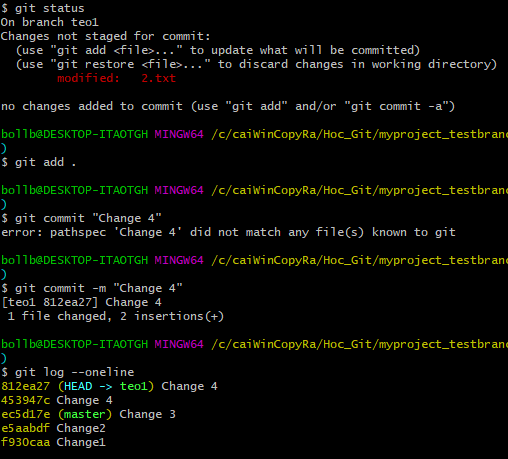 $ git status
On branch teo1
Changes not staged for commit:
  (use "git add <file>..." to update what will be committed)
  (use "git restore <file>..." to discard changes in working directory)
        modified:   2.txt

no changes added to commit (use "git add" and/or "git commit -a")

bollb@DESKTOP-ITAOTGH MINGW64 /c/caiWinCopyRa/Hoc_Git/myproject_testbranc
)
$ git add .

bollb@DESKTOP-ITAOTGH MINGW64 /c/caiWinCopyRa/Hoc_Git/myproject_testbranc
)
$ git commit "Change 4"
error: pathspec 'Change 4' did not match any file(s) known to git

bollb@DESKTOP-ITAOTGH MINGW64 /c/caiWinCopyRa/Hoc_Git/myproject_testbranc
)
$ git commit -m "Change 4"
[teo1 812ea27] Change 4
 1 file changed, 2 insertions(+)

bollb@DESKTOP-ITAOTGH MINGW64 /c/caiWinCopyRa/Hoc_Git/myproject_testbranc
)
$ git log --oneline
812ea27 (HEAD -> teo1) Change 4
453947c Change 4
ec5d17e (master) Change 3
e5aabdf Change2
f930caa Change1